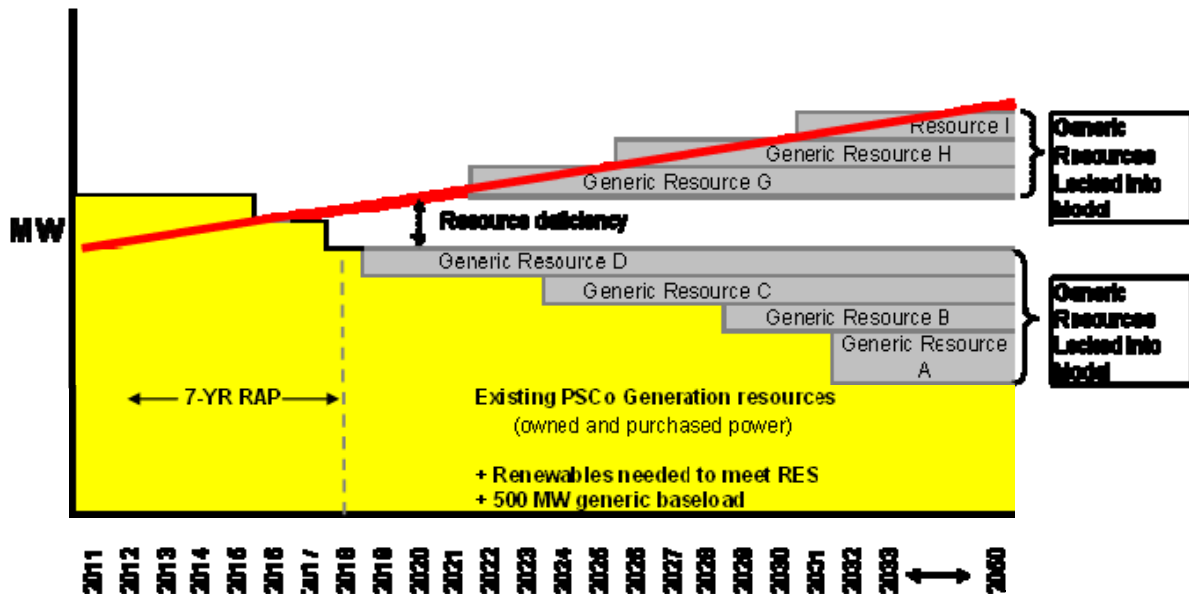 Resource I
Generic Resource H
Generic Resource G
Generic
Resources
Locked into
Model
MW
Resource deficiency
Generic Resource D
Generic Resource C
Generic Resource B
Generic Resource
A
Generic
Resources
Locked into
Model
7-YR RAP
Existing PSCo Generation resources
(owned and purchased power)
+ Renewables needed to meet RES
+ 500 MW generic baseload
2011
2012
2013
2014
2015
2016
2017
2018
2019
2020
2021
2022
2023
2024
2025
2026
2027
2028
2029
2030
2031
2032
2033
2050